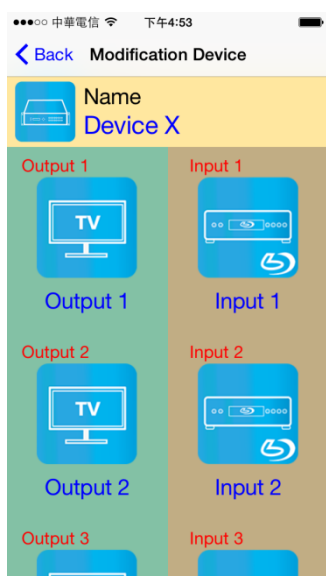 中華電信 下午4:53
Back Modification Device
Name
Device X
Output 1 Input 1
TV
Output 1 Input 1
Output 2 Input 2
TV
Output 2 Input 2
Output 3 Input 3